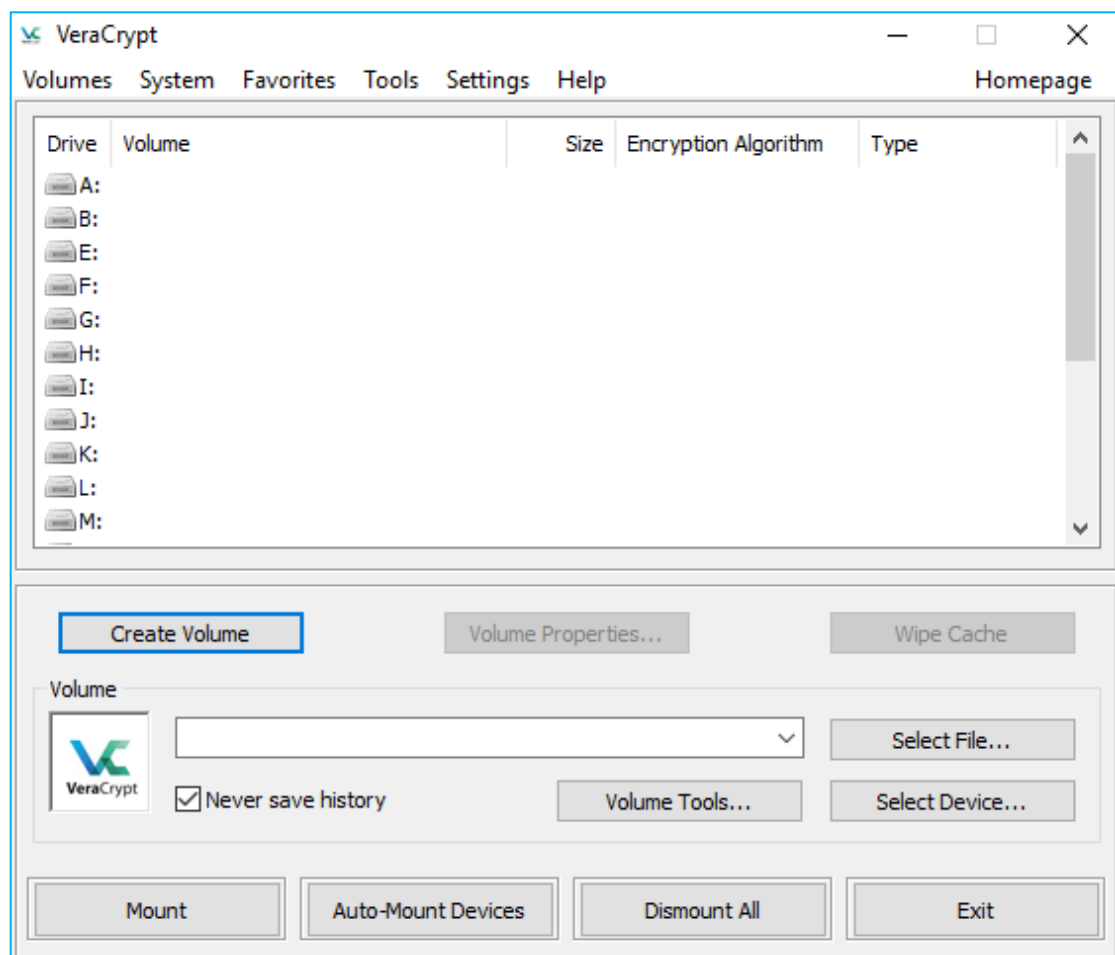 VeraCrypt
Volumes System Favorites Tools Settings Help Homepage
Drive Volume Size Encryption Algorithm Type
A:
B:
E:
F:
G:
H:
I:
J:
K:
L:
M:
Create Volume Volume Properties... Wipe Cache
Volume
VeraCrypt
Select File...
Never save history Volume Tools... Select Device...
Mount Auto-Mount Devices Dismount All Exit